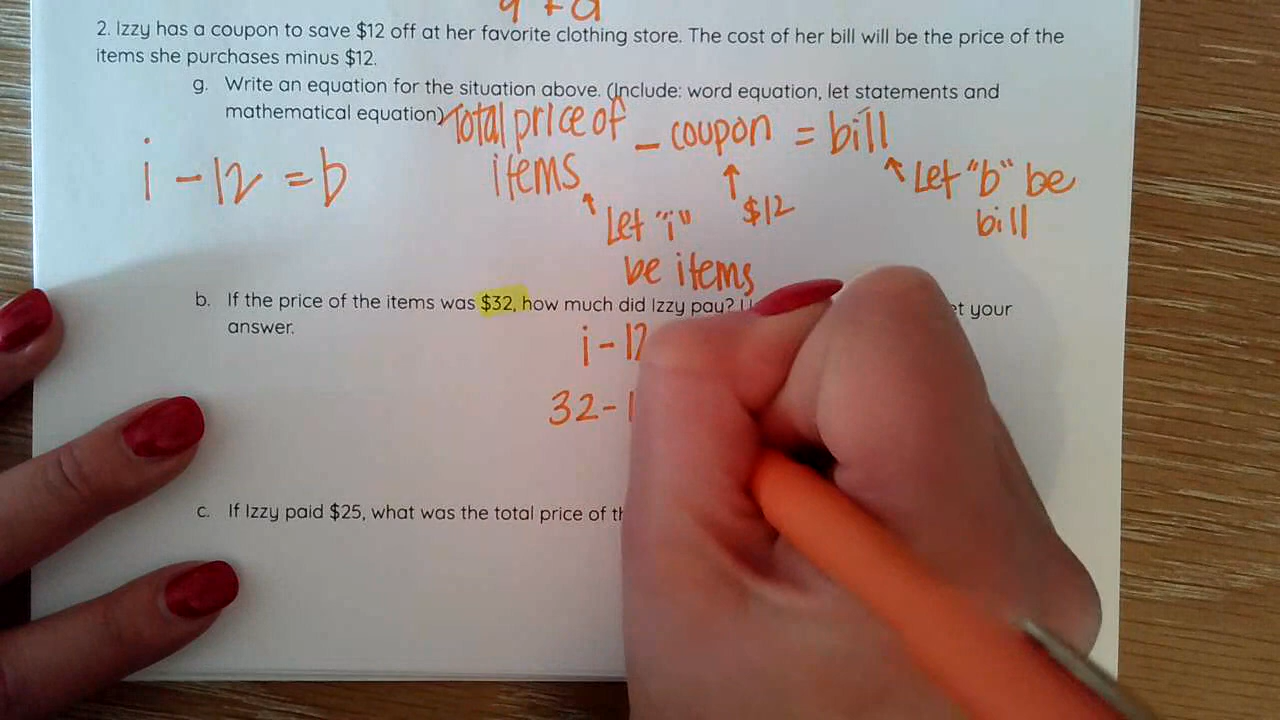 2. Izzy has a coupon to save $12 off at her favorite clothing store. The cost of her bill will be the price of the
items she purchases minus $12.
g. Write an equation for the situation above. (Include: word equation, let statements and
mathematical equation)
Total price of items - coupon = bill
i - 12 = b
Let "i"
be items
$12
Let "b" be
bill
b. If the price of the items was $32, how much did Izzy pay? your
answer.
i - 12
32 -
c. If Izzy paid $25, what was the total price of